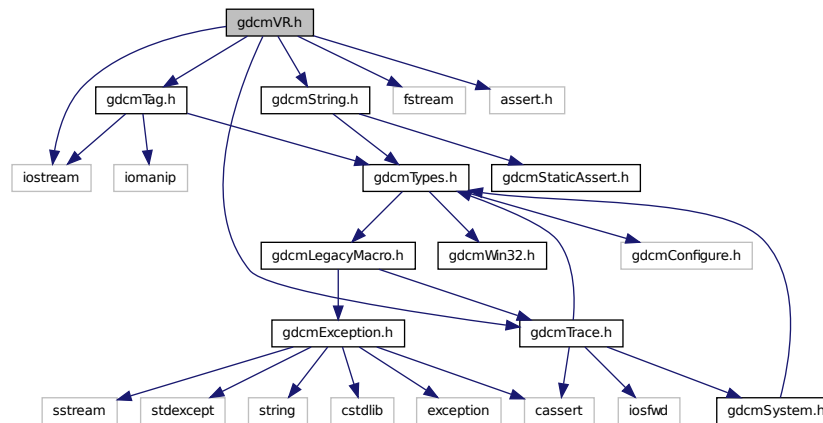 gdcmVR.h
gdcmTag.h
gdcmString.h
fstream
assert.h
iostream
iomanip
gdcmTypes.h
gdcmStaticAssert.h
gdcmLegacyMacro.h
gdcmWin32.h
gdcmConfigure.h
gdcmException.h
gdcmTrace.h
sstream
stdexcept
string
cstdlib
exception
cassert
iosfwd
gdcmSystem.h